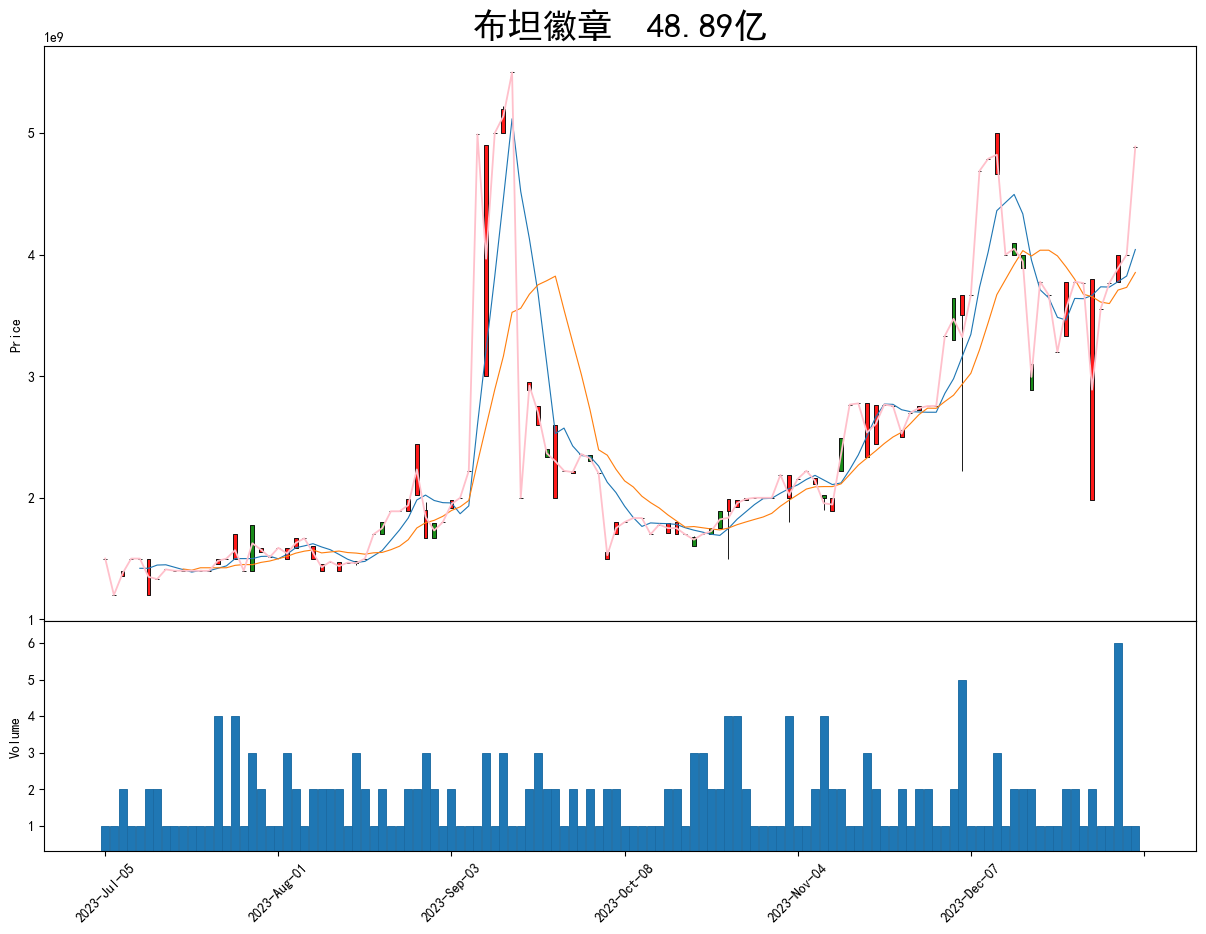 布坦徽章  48.89亿
1e9
5
4
3
2
1
Price
6
5
4
3
2
1
Volume
2023-Jul-05
2023-Aug-01
2023-Sep-03
2023-Oct-08
2023-Nov-04
2023-Dec-07